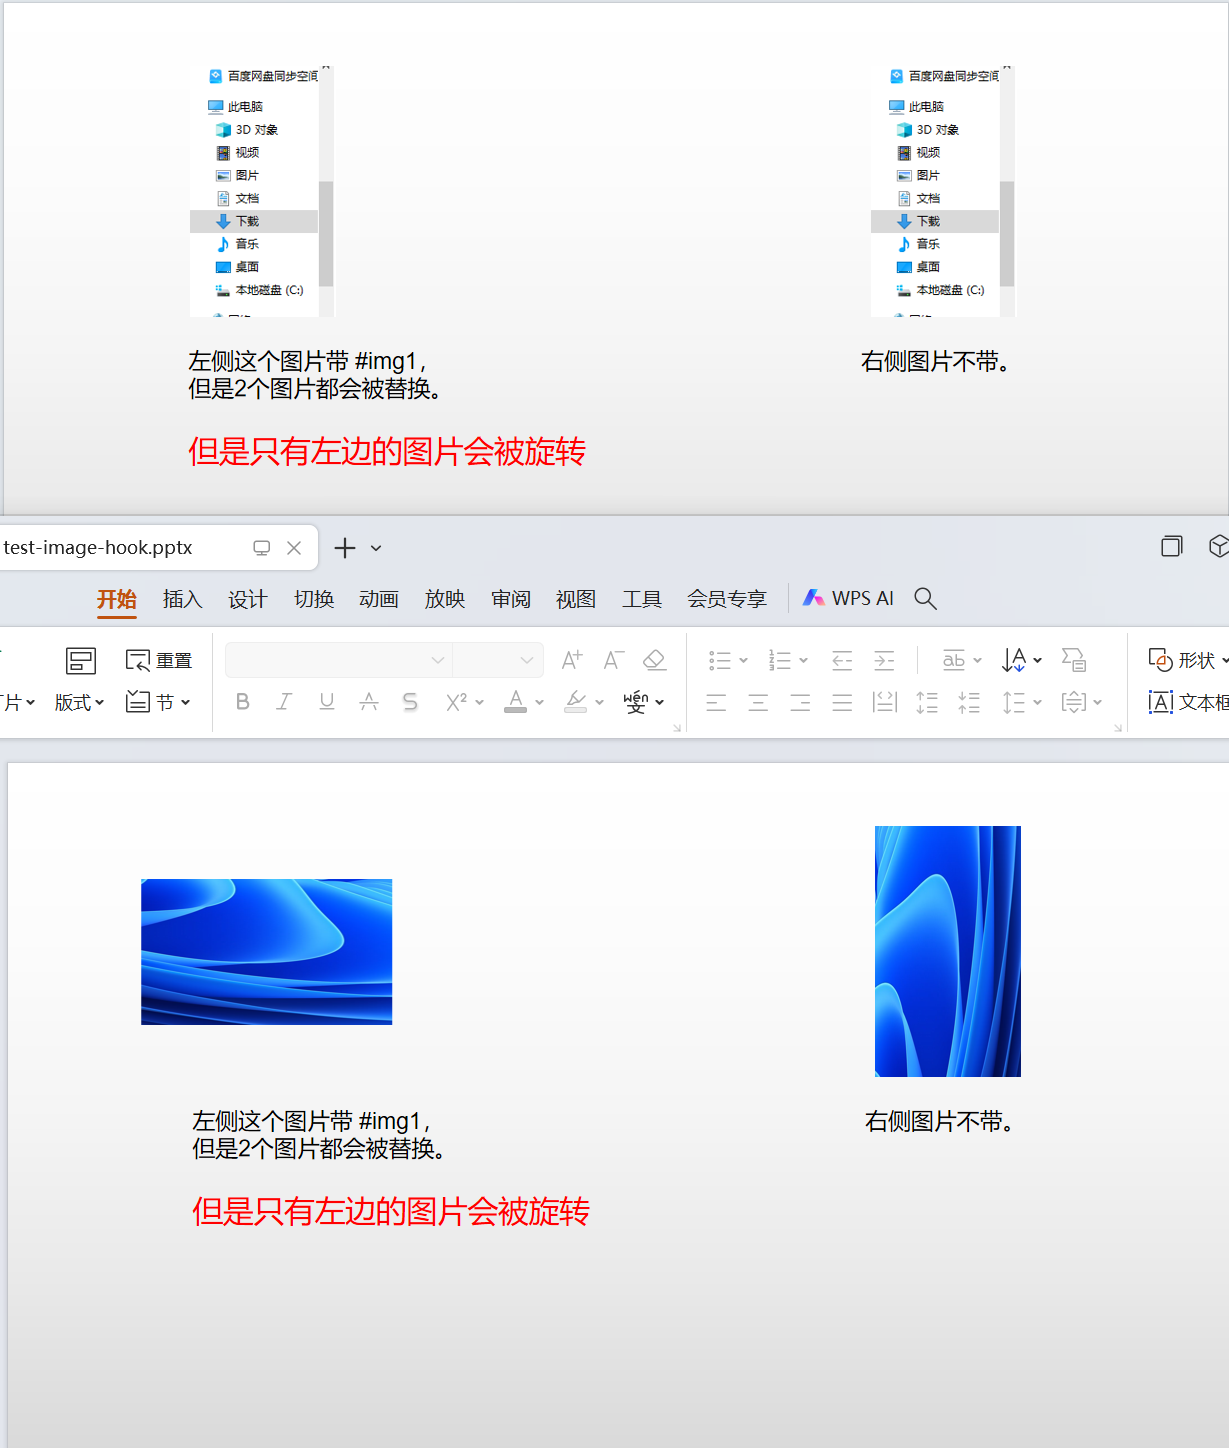 百度网盘同步空间
此电脑
3D 对象
视频
图片
文档
下载
音乐
桌面
本地磁盘 (C:)
百度网盘同步空间
此电脑
3D 对象
视频
图片
文档
下载
音乐
桌面
本地磁盘 (C:)
左侧这个图片带 #img1，
但是2个图片都会被替换。
右侧图片不带。
但是只有左边的图片会被旋转
test-image-hook.pptx
开始 插入 设计 切换 动画 放映 审阅 视图 工具 会员专享 WPS AI
重置
形状
片 版式 节
B I U A S X² A wén 文
文本框
左侧这个图片带 #img1，
但是2个图片都会被替换。
右侧图片不带。
但是只有左边的图片会被旋转